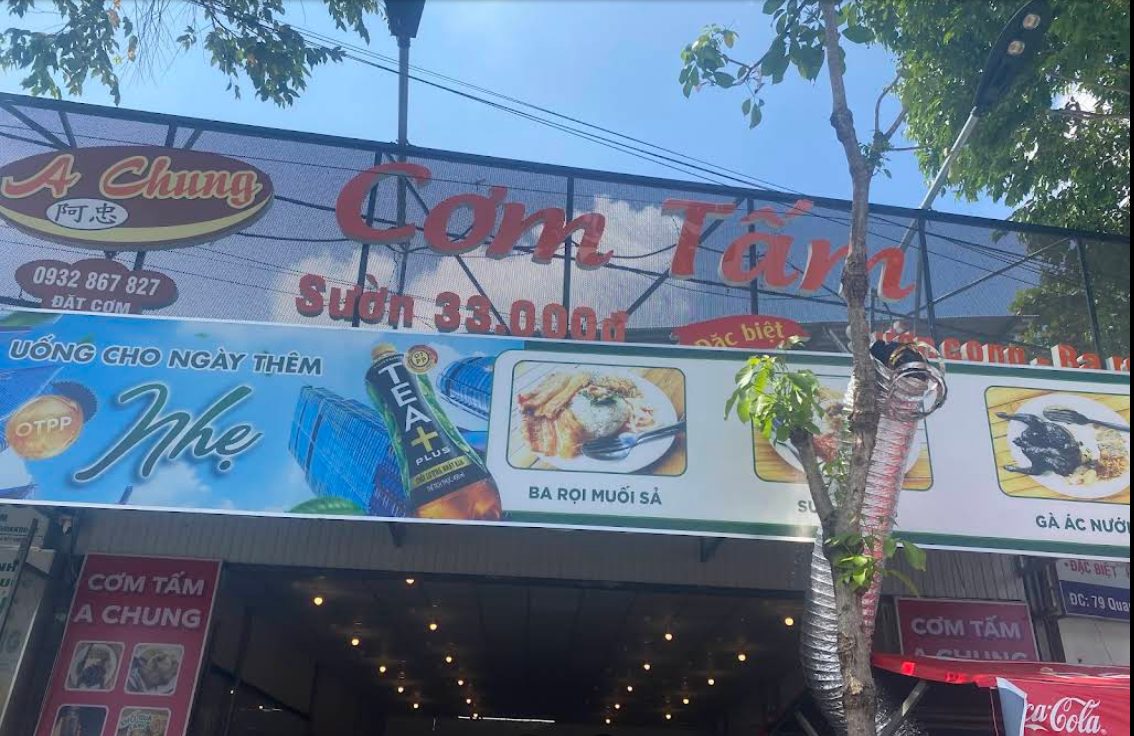 A Chung
阿忠
0932 867 827
ĐẶT CƠM
Cơm Tấm
Sườn 33.000đ
Đặc biệt
UỐNG CHO NGÀY THÊM
Nhẹ
OTPP
TEA+
PLUS
BA RỌI MUỐI SẢ
GÀ ÁC NƯỚ
CƠM TẤM
A CHUNG
•ĐẶC BIỆT
ĐC: 79 Qua
CƠM TẤM
A CHUNG
ca-Cola